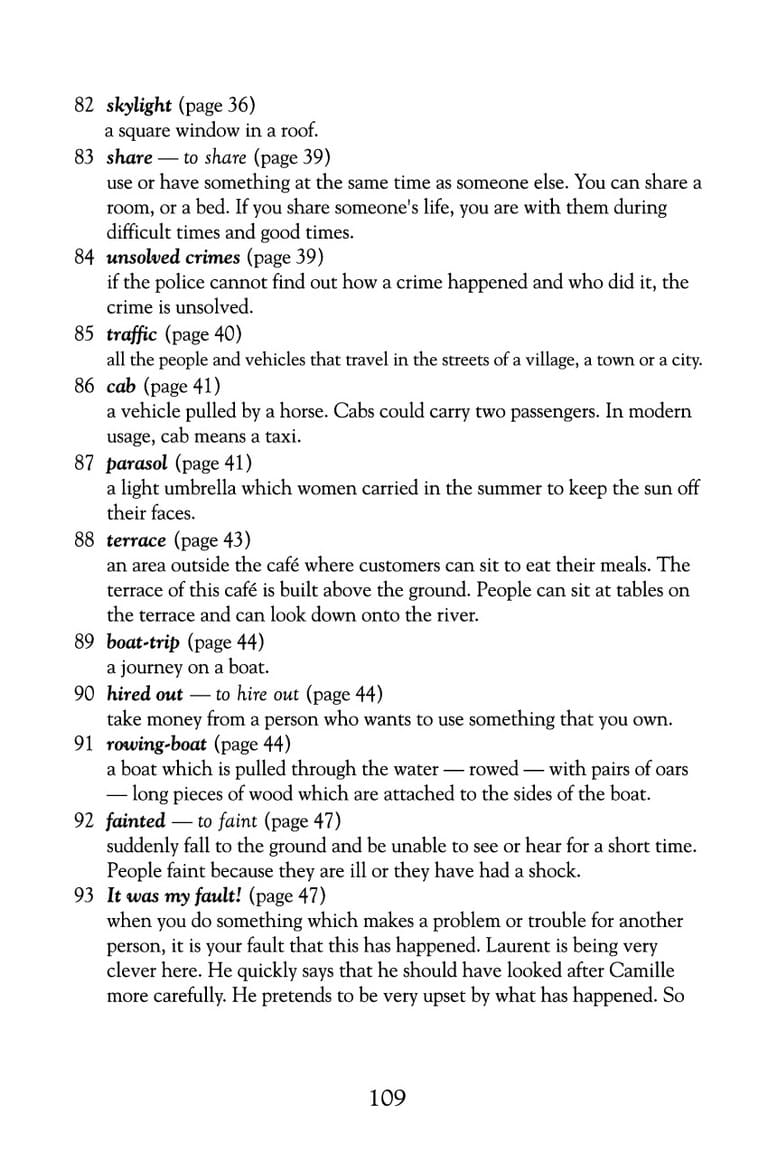 82 skylight (page 36)
a square window in a roof.
83 share — to share (page 39)
use or have something at the same time as someone else. You can share a
room, or a bed. If you share someone's life, you are with them during
difficult times and good times.
84 unsolved crimes (page 39)
if the police cannot find out how a crime happened and who did it, the
crime is unsolved.
85 traffic (page 40)
all the people and vehicles that travel in the streets of a village, a town or a city.
86 cab (page 41)
a vehicle pulled by a horse. Cabs could carry two passengers. In modern
usage, cab means a taxi.
87 parasol (page 41)
a light umbrella which women carried in the summer to keep the sun off
their faces.
88 terrace (page 43)
an area outside the café where customers can sit to eat their meals. The
terrace of this café is built above the ground. People can sit at tables on
the terrace and can look down onto the river.
89 boat-trip (page 44)
a journey on a boat.
90 hired out — to hire out (page 44)
take money from a person who wants to use something that you own.
91 rowing-boat (page 44)
a boat which is pulled through the water — rowed — with pairs of oars
— long pieces of wood which are attached to the sides of the boat.
92 fainted — to faint (page 47)
suddenly fall to the ground and be unable to see or hear for a short time.
People faint because they are ill or they have had a shock.
93 It was my fault! (page 47)
when you do something which makes a problem or trouble for another
person, it is your fault that this has happened. Laurent is being very
clever here. He quickly says that he should have looked after Camille
more carefully. He pretends to be very upset by what has happened. So
109